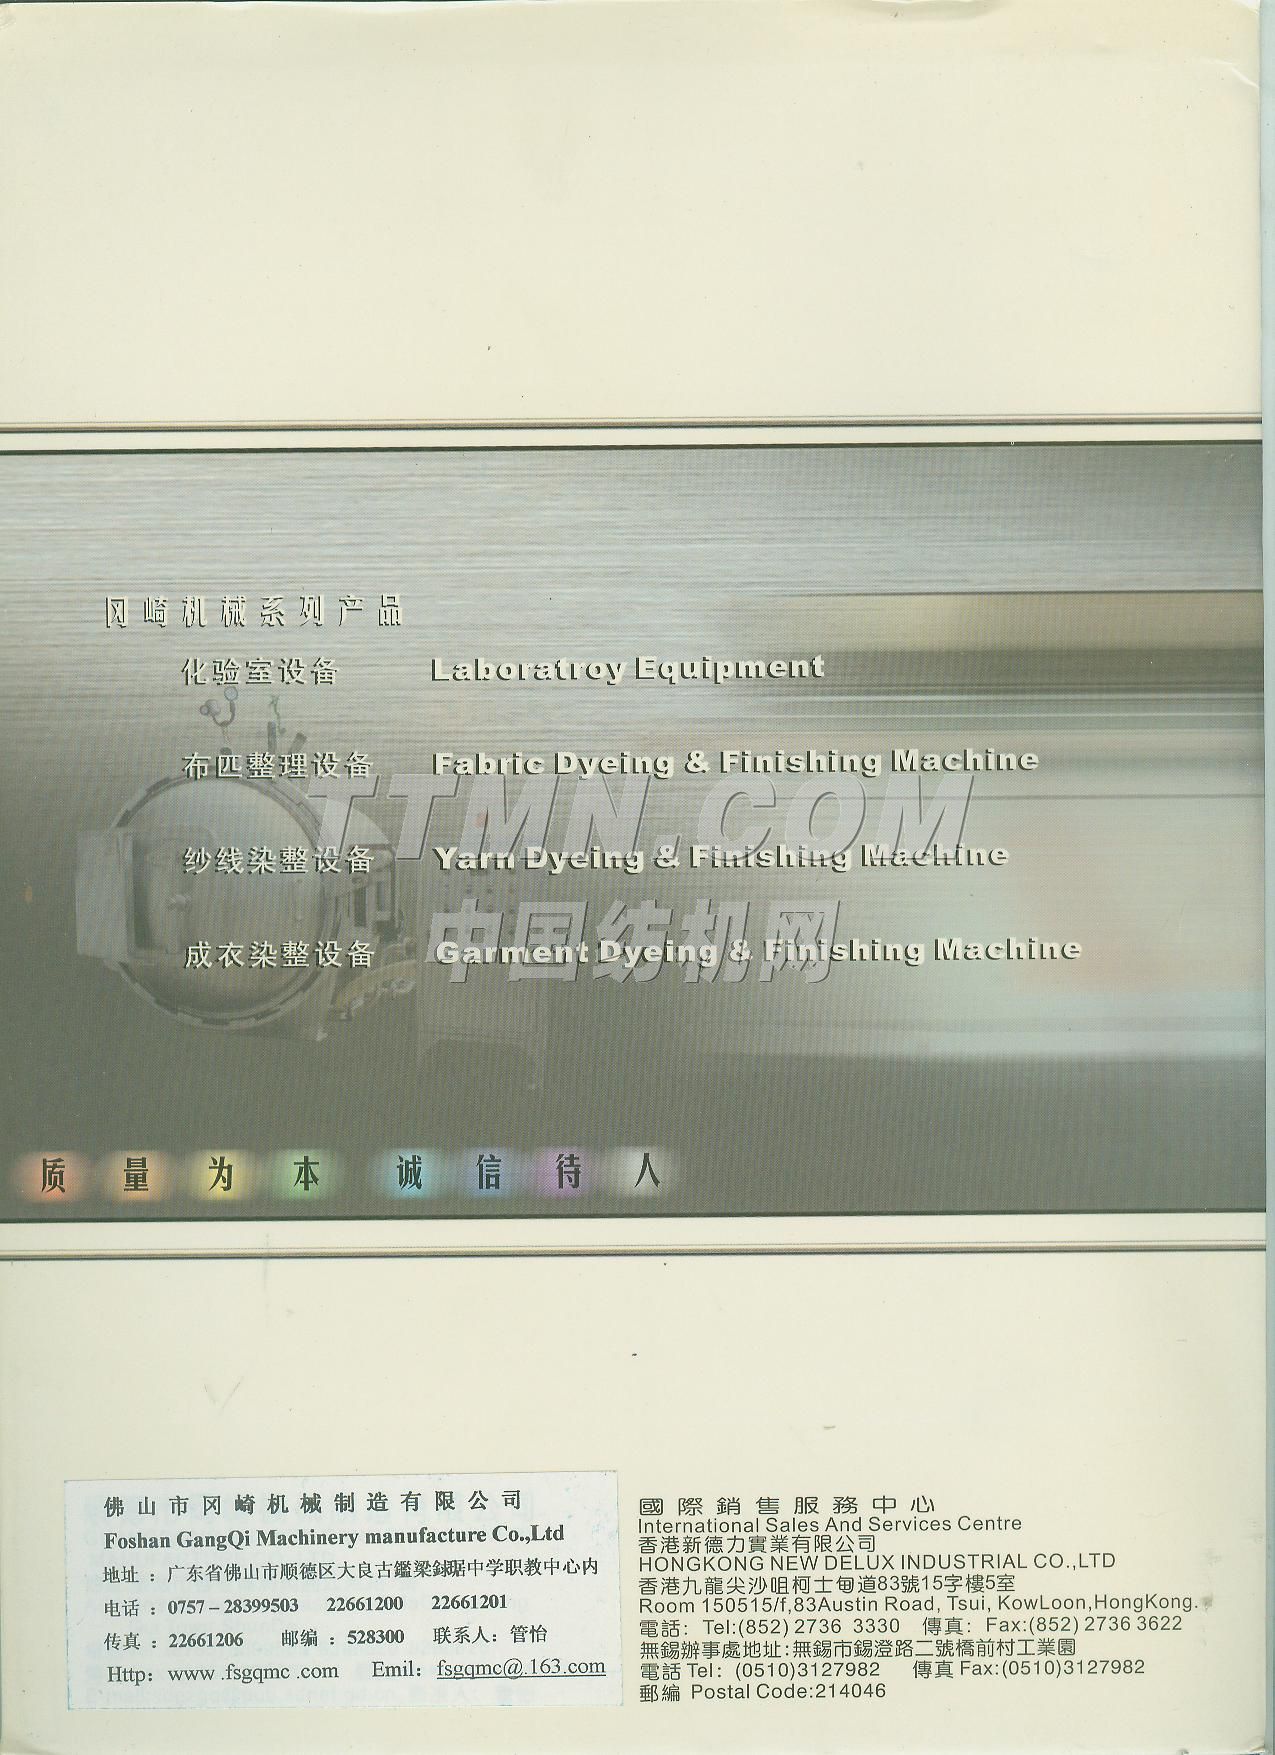 冈崎机械系列产品
化验室设备 Laboratroy Equipment
布匹整理设备 Fabric Dyeing & Finishing Machine
TTMN.COM
纱线染整设备 Yarn Dyeing & Finishing Machine
中国纺机网
成衣染整设备 Garment Dyeing & Finishing Machine
质量为本 诚信待人
佛山市冈崎机械制造有限公司
Foshan GangQi Machinery manufacture Co.,Ltd
地址：广东省佛山市顺德区大良古鑑梁銶琚中学职教中心内
电话：0757-28399503 22661200 22661201
传真：22661206 邮编：528300 联系人：管怡
Http: www .fsgqmc .com Emil: fsgqmc@.163.com
國際銷售服務中心
International Sales And Services Centre
香港新德力實業有限公司
HONGKONG NEW DELUX INDUSTRIAL CO.,LTD
香港九龍尖沙咀柯士甸道83號15字樓5室
Room 150515/f,83Austin Road, Tsui, KowLoon,HongKong.
電話: Tel:(852) 2736 3330 傳真: Fax:(852) 2736 3622
無錫辦事處地址:無錫市錫澄路二號橋前村工業園
電話 Tel: (0510)3127982 傳真 Fax:(0510)3127982
郵編 Postal Code:214046